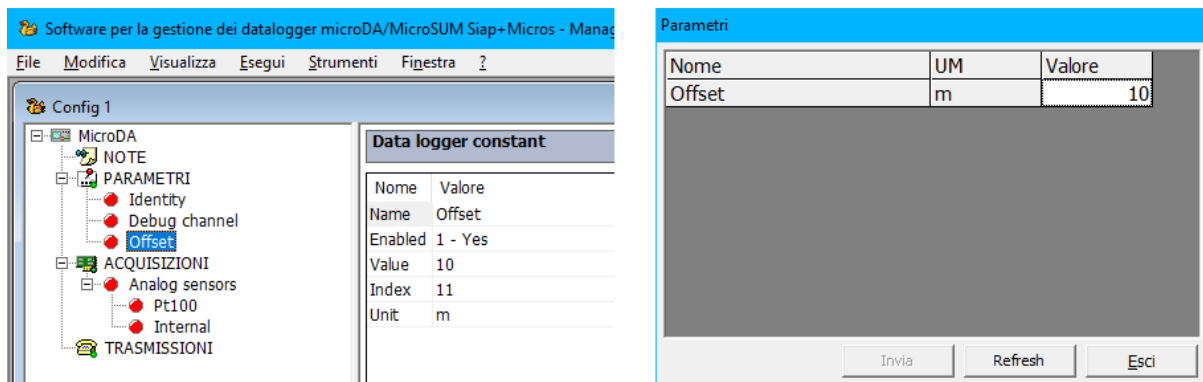 Software per la gestione dei datalogger microDA/MicroSUM Siap+Micros - Manag
File Modifica Visualizza Esegui Strumenti Finestra ?
Config 1
MicroDA
NOTE
PARAMETRI
Identity
Debug channel
Offset
ACQUISIZIONI
Analog sensors
Pt100
Internal
TRASMISSIONI
Data logger constant
Nome Valore
Name Offset
Enabled 1 - Yes
Value 10
Index 11
Unit m
Parametri
Nome UM Valore
Offset m 10
Invia Refresh Esci